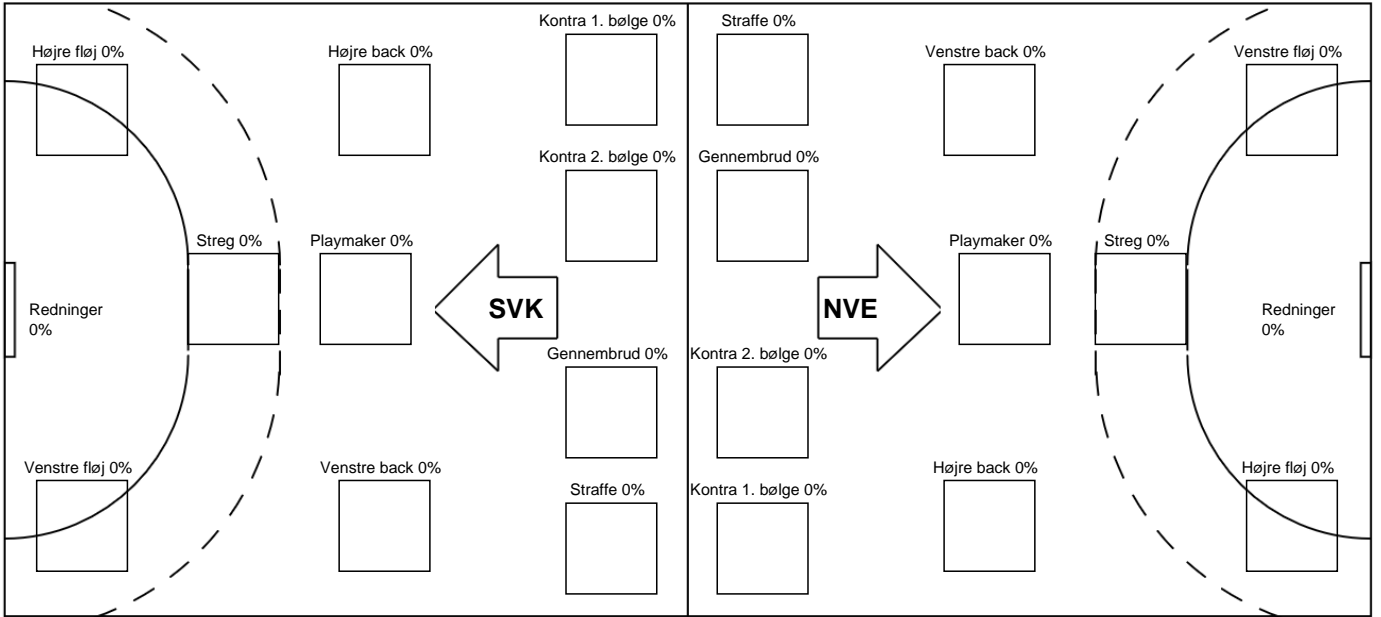 Kontra 1. bølge 0%
Straffe 0%
Højre fløj 0%
Højre back 0%
Venstre back 0%
Venstre fløj 0%
Kontra 2. bølge 0%
Gennembrud 0%
Streg 0%
Playmaker 0%
Playmaker 0%
Streg 0%
Redninger
0%
SVK
NVE
Redninger
0%
Gennembrud 0%
Kontra 2. bølge 0%
Venstre fløj 0%
Venstre back 0%
Højre back 0%
Højre fløj 0%
Straffe 0%
Kontra 1. bølge 0%